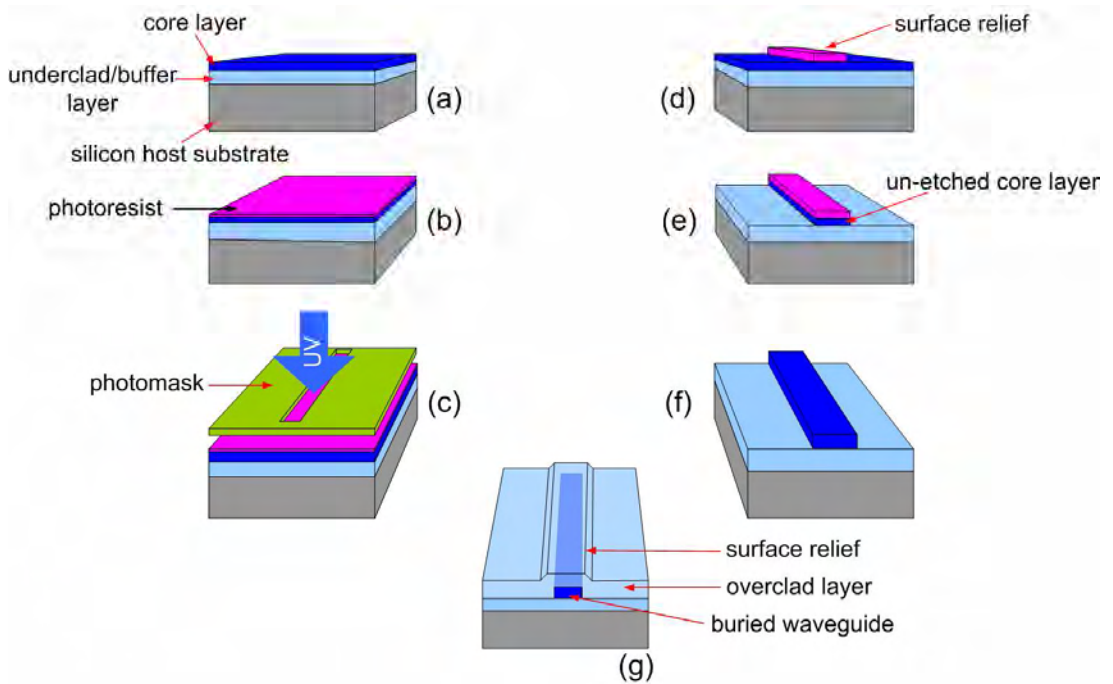 core layer
underclad/buffer
layer
(a)
silicon host substrate
surface relief
(d)
photoresist
(b)
un-etched core layer
(e)
UV
photomask
(c)
(f)
surface relief
overclad layer
buried waveguide
(g)